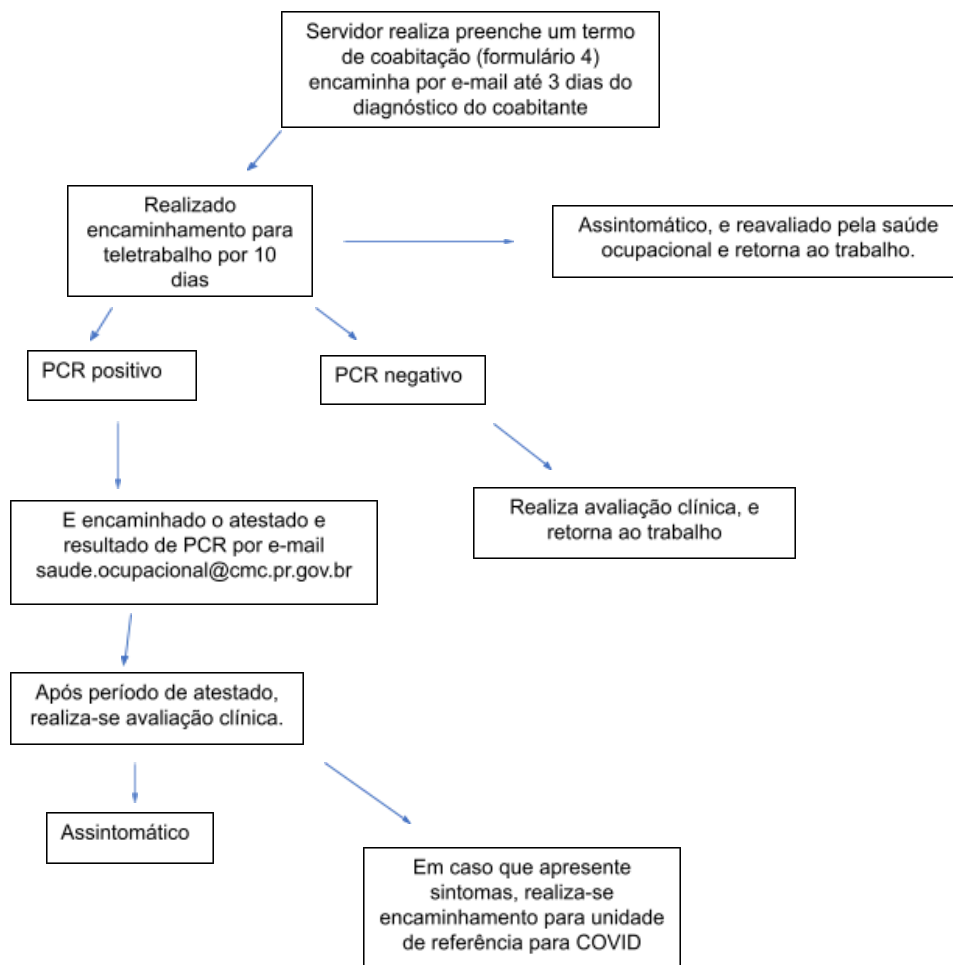 Servidor realiza preenche um termo
de coabitação (formulário 4)
encaminha por e-mail até 3 dias do
diagnóstico do coabitante
Realizado
encaminhamento para
teletrabalho por 10
dias
Assintomático, e reavaliado pela saúde
ocupacional e retorna ao trabalho.
PCR positivo
PCR negativo
E encaminhado o atestado e
resultado de PCR por e-mail
saude.ocupacional@cmc.pr.gov.br
Realiza avaliação clínica, e
retorna ao trabalho
Após período de atestado,
realiza-se avaliação clínica.
Assintomático
Em caso que apresente
sintomas, realiza-se
encaminhamento para unidade
de referência para COVID